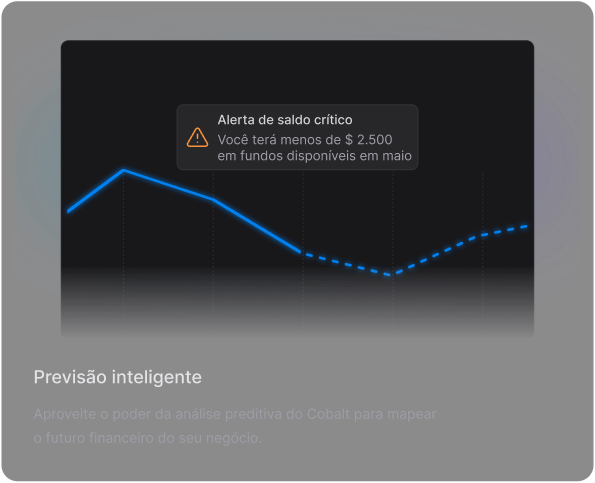 Alerta de saldo crítico
Você terá menos de $ 2.500
em fundos disponíveis em maio
Previsão inteligente
Aproveite o poder da análise preditiva do Cobalt para mapear
o futuro financeiro do seu negócio.